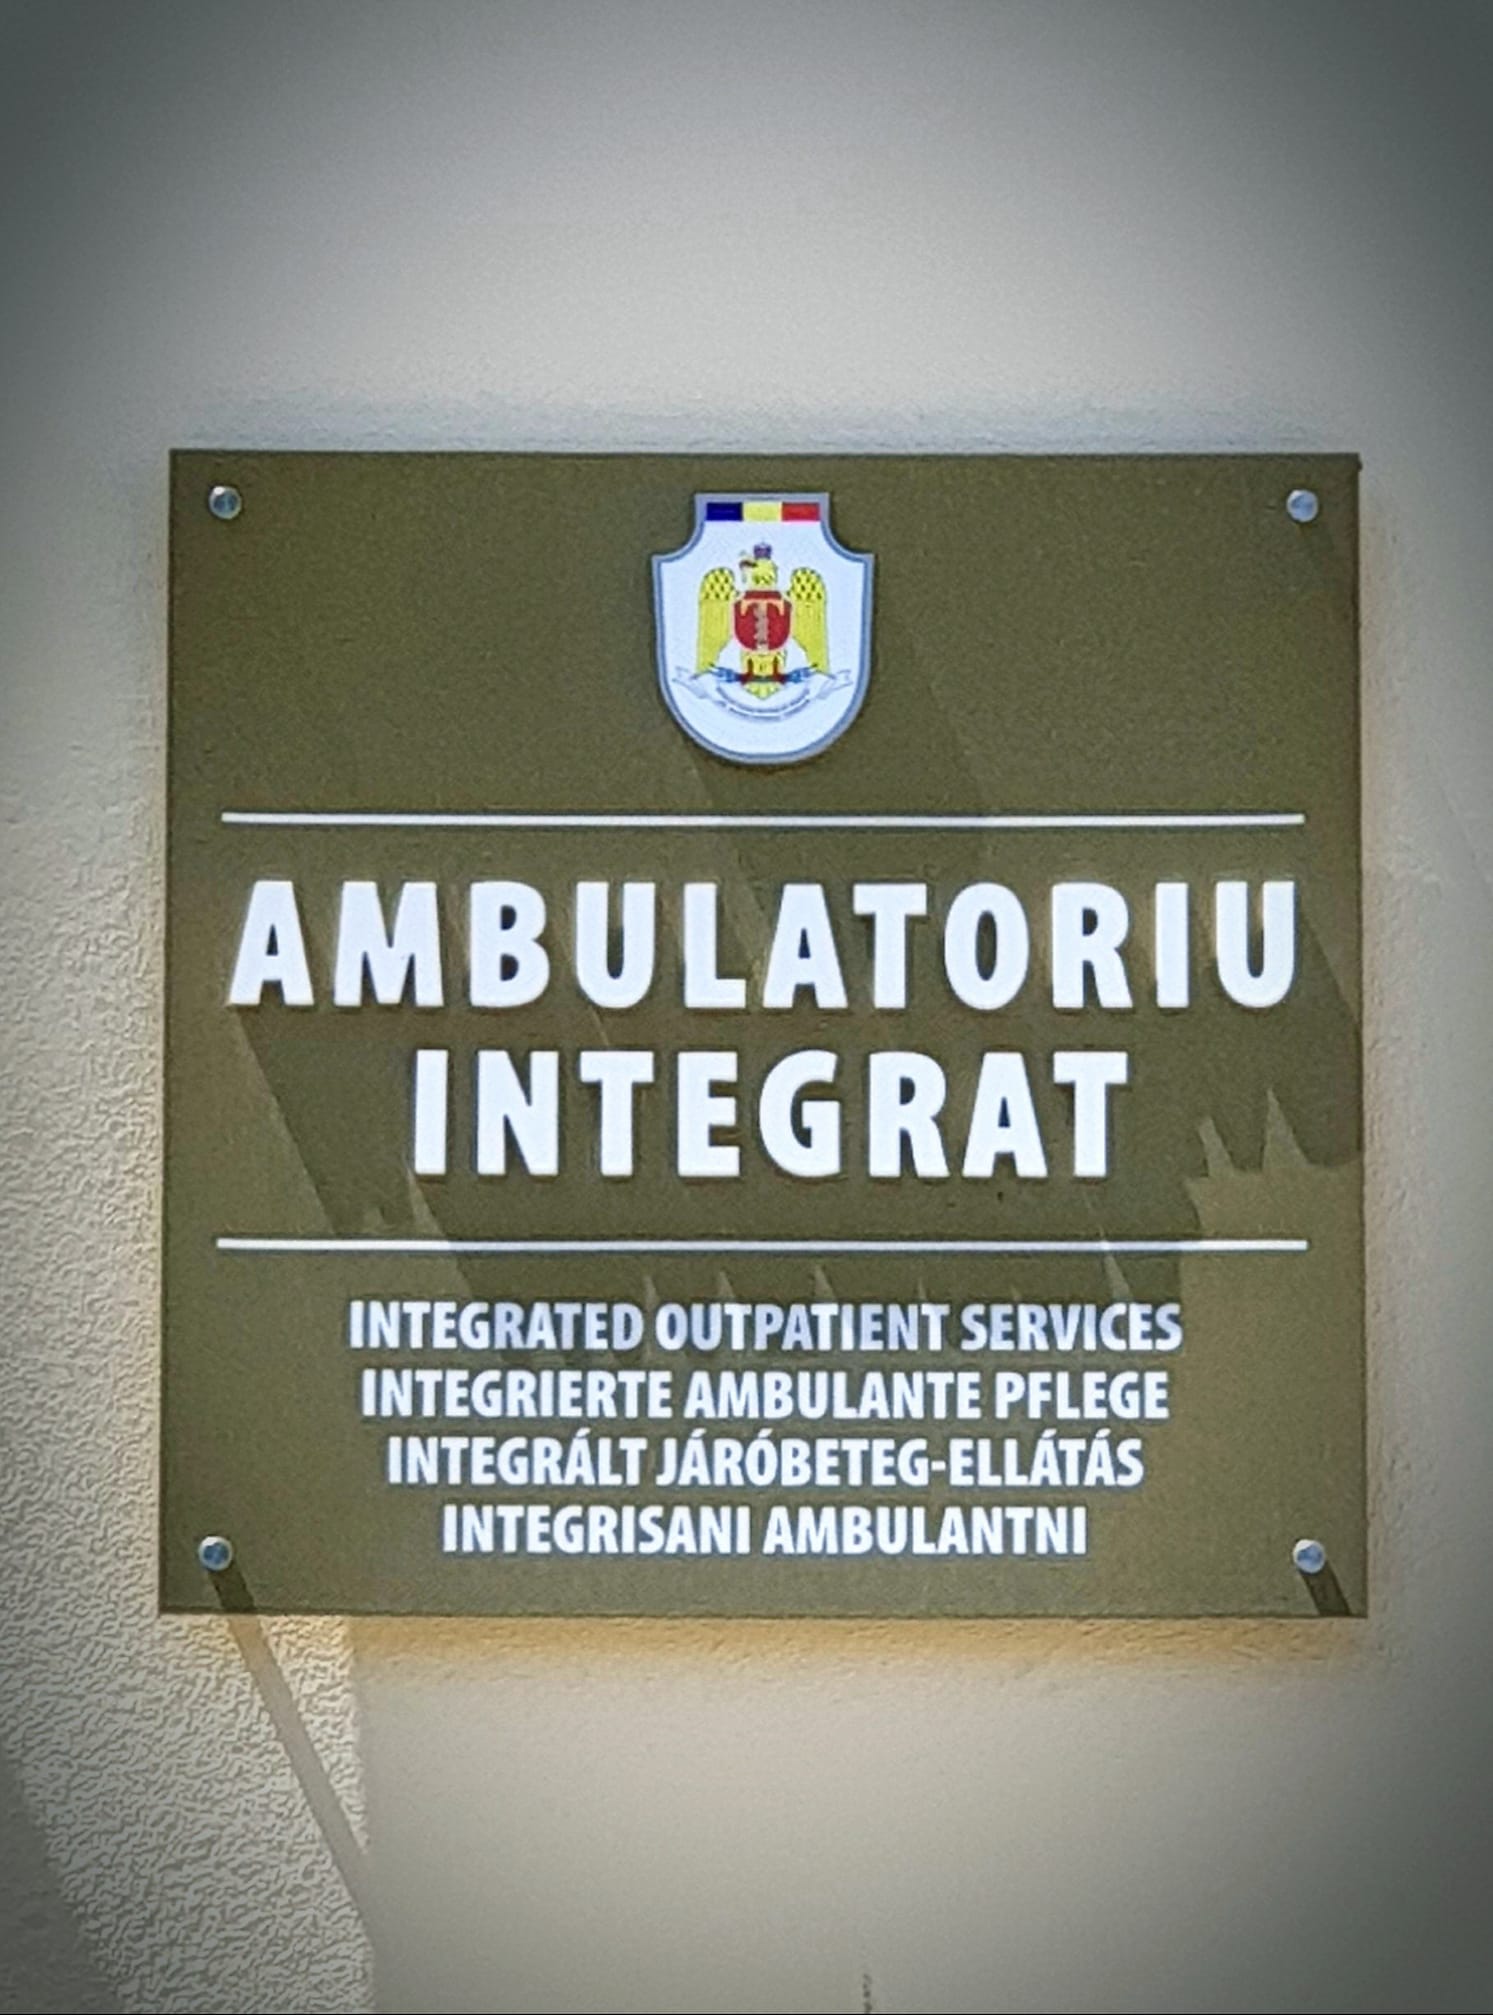 AMBULATORIU
INTEGRAT
INTEGRATED OUTPATIENT SERVICES
INTEGRIERTE AMBULANTE PFLEGE
INTEGRÁLT JÁRÓBETEG-ELLÁTÁS
INTEGRISANI AMBULANTNI